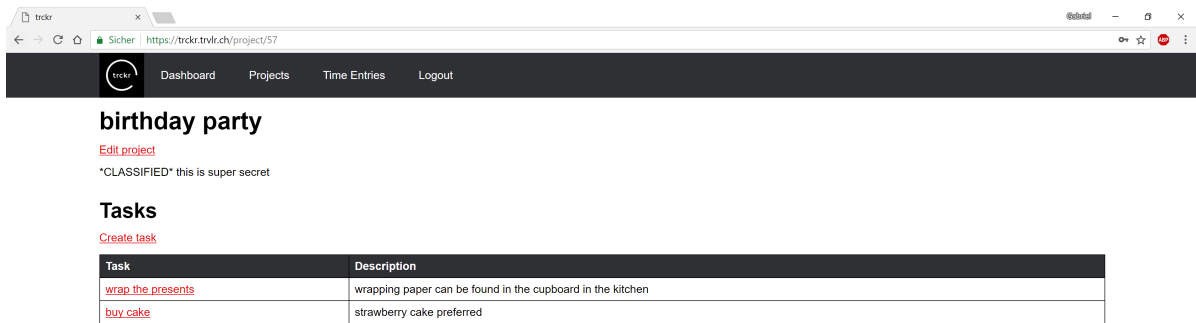 trckr
Gabriel
Sicher https://trckr.trvlr.ch/project/57
ABP
trckr Dashboard Projects Time Entries Logout
birthday party
Edit project
*CLASSIFIED* this is super secret
Tasks
Create task
Task Description
wrap the presents wrapping paper can be found in the cupboard in the kitchen
buy cake strawberry cake preferred